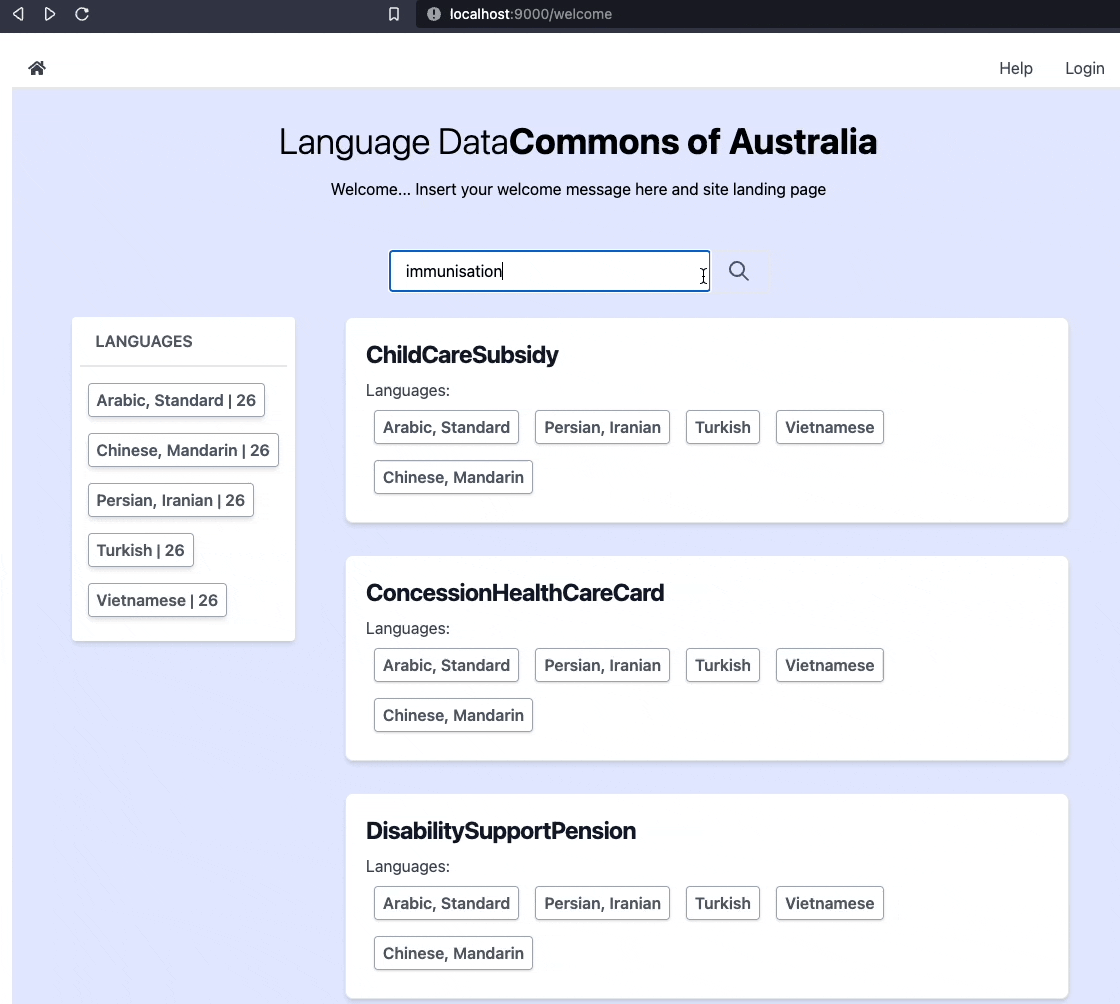 localhost:9000/welcome
Help Login
Language DataCommons of Australia
Welcome... Insert your welcome message here and site landing page
immunisation
LANGUAGES
Arabic, Standard | 26
Chinese, Mandarin | 26
Persian, Iranian | 26
Turkish | 26
Vietnamese | 26
ChildCareSubsidy
Languages:
Arabic, Standard Persian, Iranian Turkish Vietnamese
Chinese, Mandarin
ConcessionHealthCareCard
Languages:
Arabic, Standard Persian, Iranian Turkish Vietnamese
Chinese, Mandarin
DisabilitySupportPension
Languages:
Arabic, Standard Persian, Iranian Turkish Vietnamese
Chinese, Mandarin